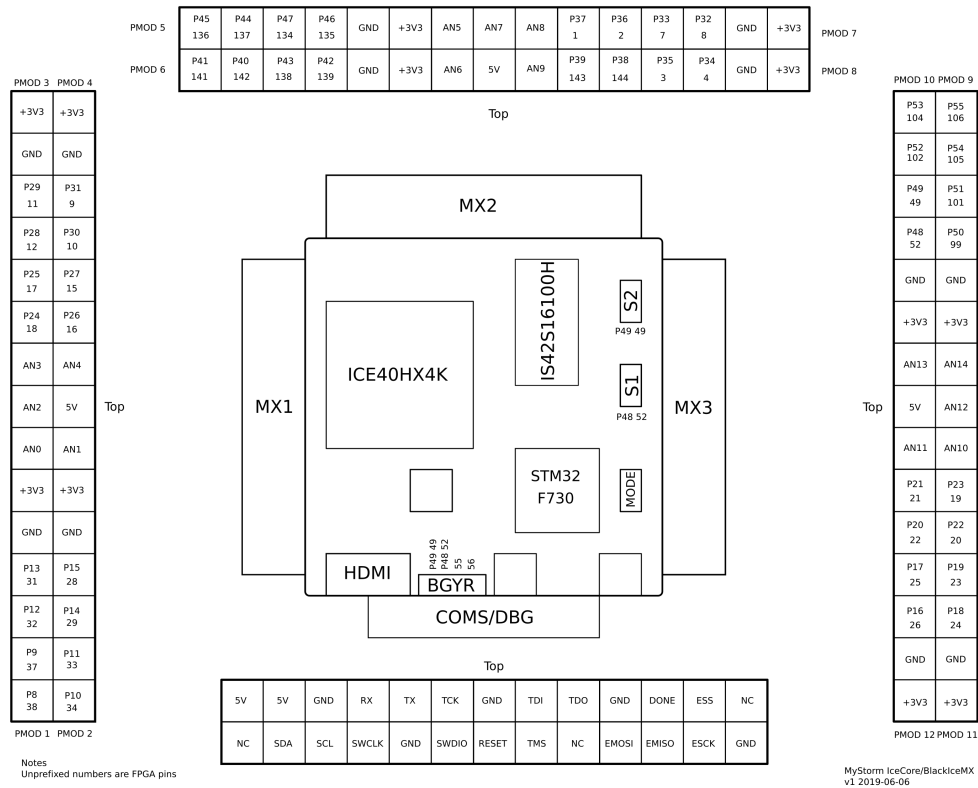 PMOD 5 P45 P44 P47 P46 GND +3V3 AN5 AN7 AN8 P37 P36 P33 P32 GND +3V3 PMOD 7
136 137 134 135 1 2 7 8
PMOD 6 P41 P40 P43 P42 GND +3V3 AN6 5V AN9 P39 P38 P35 P34 GND +3V3 PMOD 8
141 142 138 139 143 144 3 4
Top
PMOD 3 PMOD 4
+3V3 +3V3
GND GND
P29 P31
11 9
P28 P30
12 10
P25 P27
17 15
P24 P26
18 16
AN3 AN4
AN2 5V
AN0 AN1
+3V3 +3V3
GND GND
P13 P15
31 28
P12 P14
32 29
P9 P11
37 33
P8 P10
38 34
PMOD 1 PMOD 2
Top
MX2
MX1
ICE40HX4K
IS42S16100H
S2
P49 49
S1
P48 52
MX3
STM32
F730
MODE
HDMI
P49 49
P48 52
55
56
BGYR
COMS/DBG
Top
PMOD 10 PMOD 9
P53 P55
104 106
P52 P54
102 105
P49 P51
49 101
P48 P50
52 99
GND GND
+3V3 +3V3
AN13 AN14
5V AN12
AN11 AN10
P21 P23
21 19
P20 P22
22 20
P17 P19
25 23
P16 P18
26 24
GND GND
+3V3 +3V3
PMOD 12 PMOD 11
Top
5V 5V GND RX TX TCK GND TDI TDO GND DONE ESS NC
NC SDA SCL SWCLK GND SWDIO RESET TMS NC EMOSI EMISO ESCK GND
Notes
Unprefixed numbers are FPGA pins
MyStorm IceCore/BlackIceMX
v1 2019-06-06